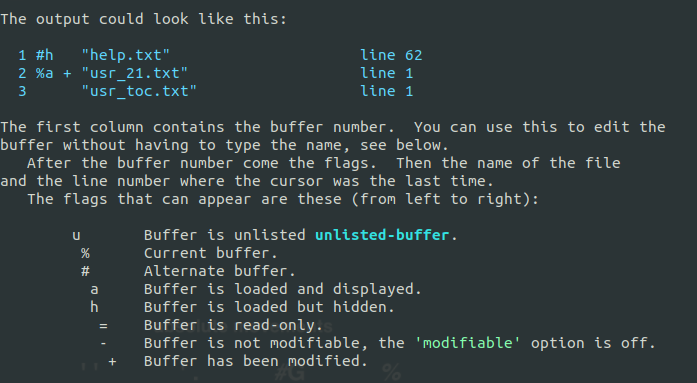 The output could look like this:
1 #h "help.txt" line 62
2 %a + "usr_21.txt" line 1
3 "usr_toc.txt" line 1
The first column contains the buffer number. You can use this to edit the
buffer without having to type the name, see below.
After the buffer number come the flags. Then the name of the file
and the line number where the cursor was the last time.
The flags that can appear are these (from left to right):
u Buffer is unlisted unlisted-buffer.
% Current buffer.
# Alternate buffer.
a Buffer is loaded and displayed.
h Buffer is loaded but hidden.
= Buffer is read-only.
- Buffer is not modifiable, the 'modifiable' option is off.
+ Buffer has been modified.